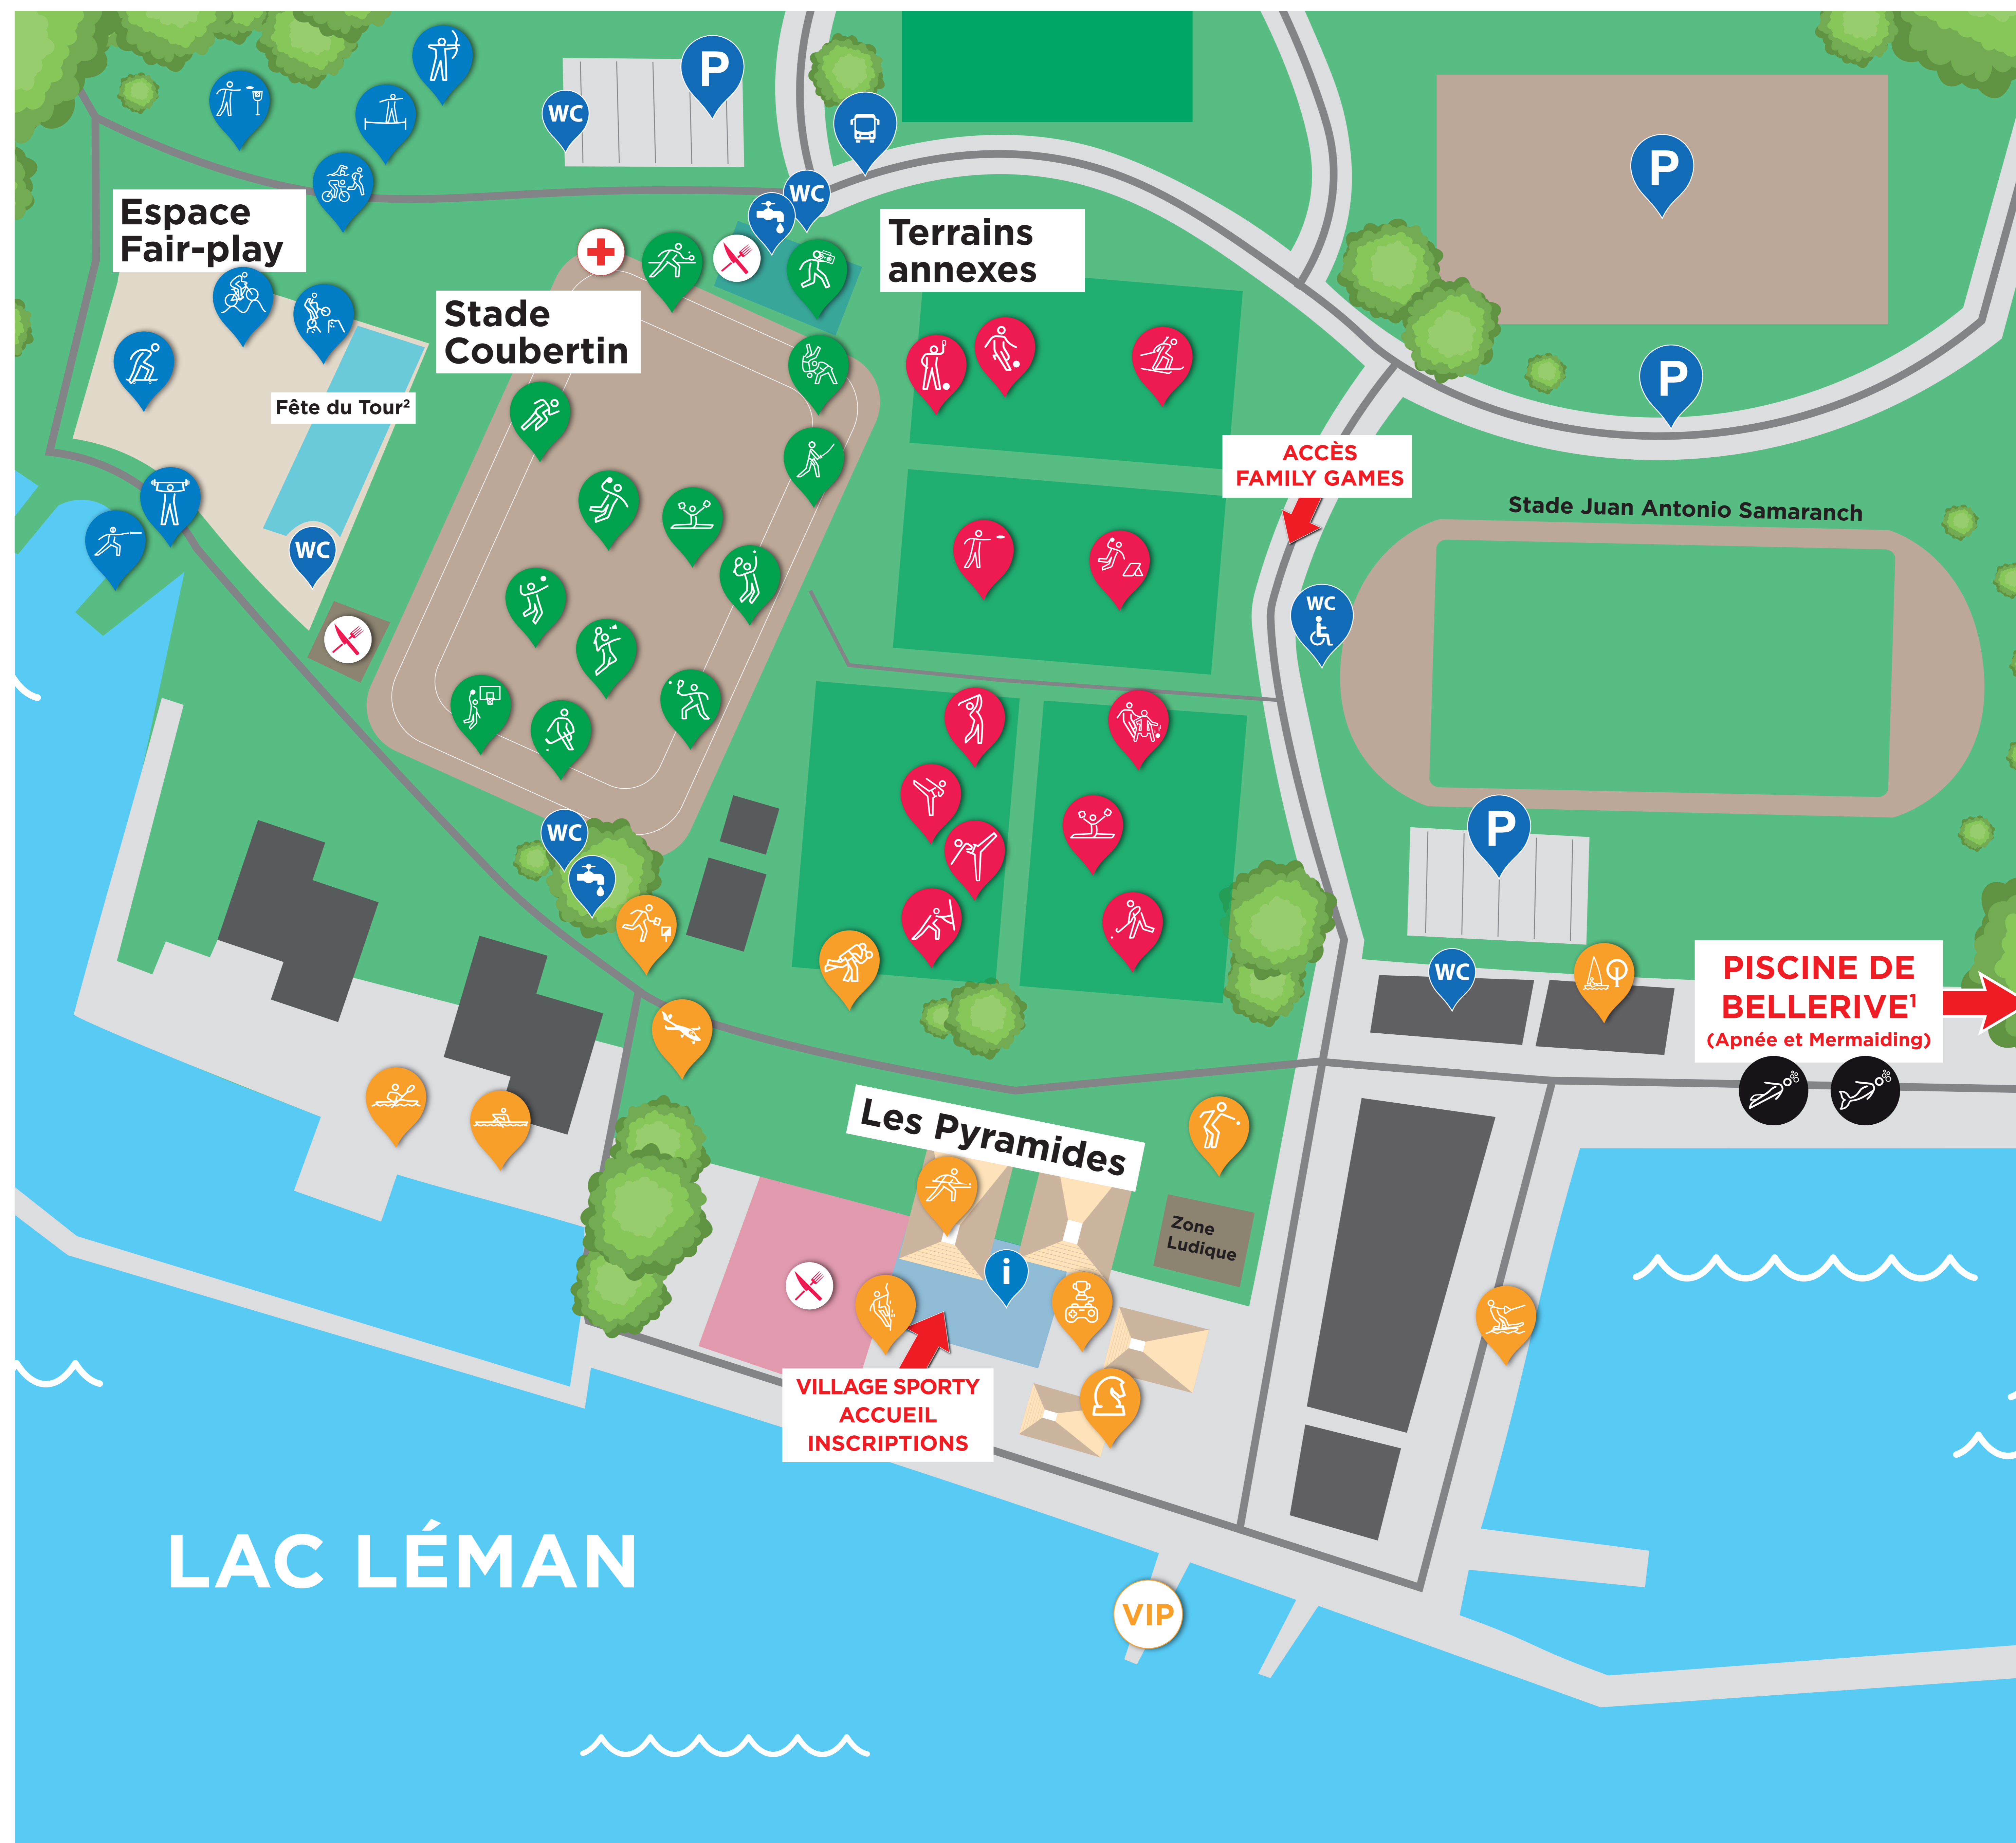 P
WC
WC
P
Espace
Fair-play
Terrains
annexes
Stade
Coubertin
P
Fête du Tour²
ACCÈS
FAMILY GAMES
Stade Juan Antonio Samaranch
WC
WC
WC
P
WC
PISCINE DE
BELLERIVE¹
(Apnée et Mermaiding)
Les Pyramides
Zone
Ludique
i
VILLAGE SPORTY
ACCUEIL
INSCRIPTIONS
LAC LÉMAN
VIP